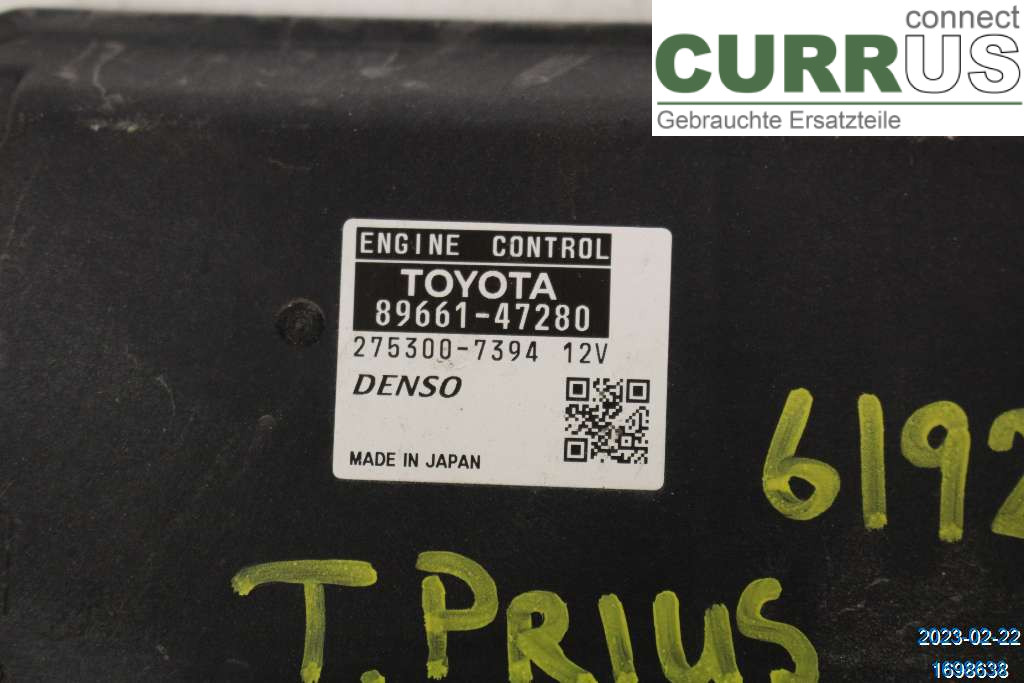 connect
CURRUS
Gebrauchte Ersatzteile
ENGINE CONTROL
TOYOTA
89661-47280
275300-7394 12V
DENSO
MADE IN JAPAN
6192
T.PRIUS
2023-02-22
1698638